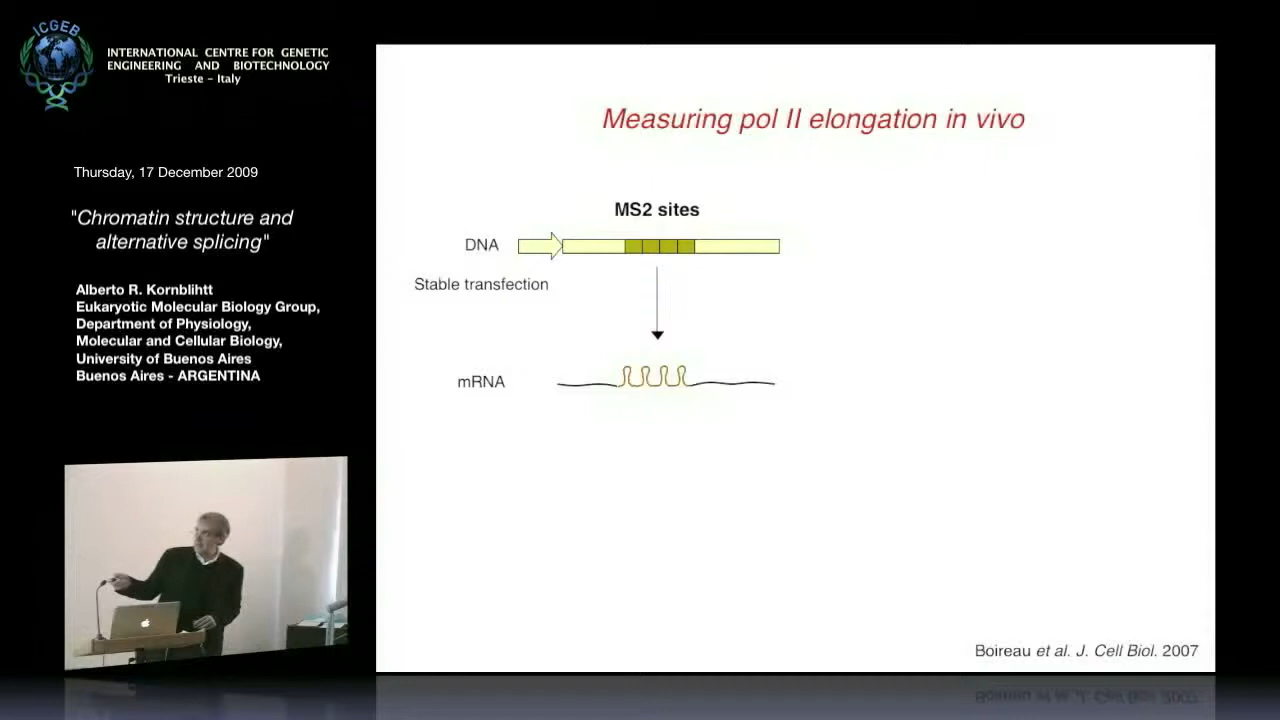 ICGEB
INTERNATIONAL CENTRE FOR GENETIC
ENGINEERING AND BIOTECHNOLOGY
Trieste - Italy
Thursday, 17 December 2009
"Chromatin structure and
alternative splicing"
Alberto R. Kornblihtt
Eukaryotic Molecular Biology Group,
Department of Physiology,
Molecular and Cellular Biology,
University of Buenos Aires
Buenos Aires - ARGENTINA
Measuring pol II elongation in vivo
MS2 sites
DNA
Stable transfection
mRNA
Boireau et al. J. Cell Biol. 2007